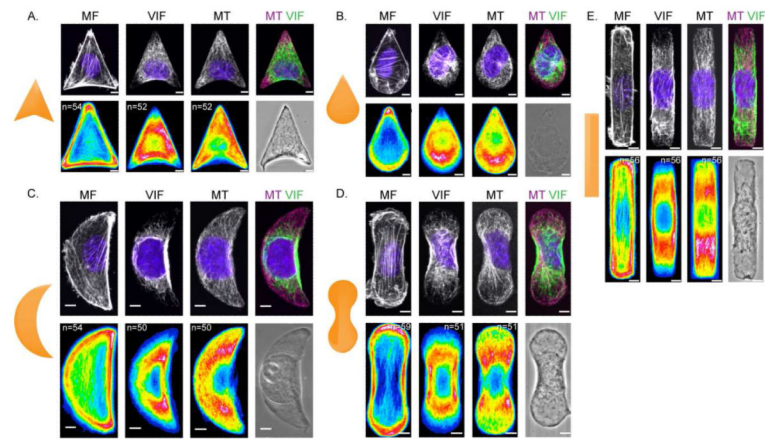 A.
MF VIF MT MT VIF
n=54 n=52 n=52
B.
MF VIF MT MT VIF
E.
MF VIF MT MT VIF
n=56 n=56 n=56
C.
MF VIF MT MT VIF
n=54 n=50 n=50
D.
MF VIF MT MT VIF
n=59 n=51 n=51